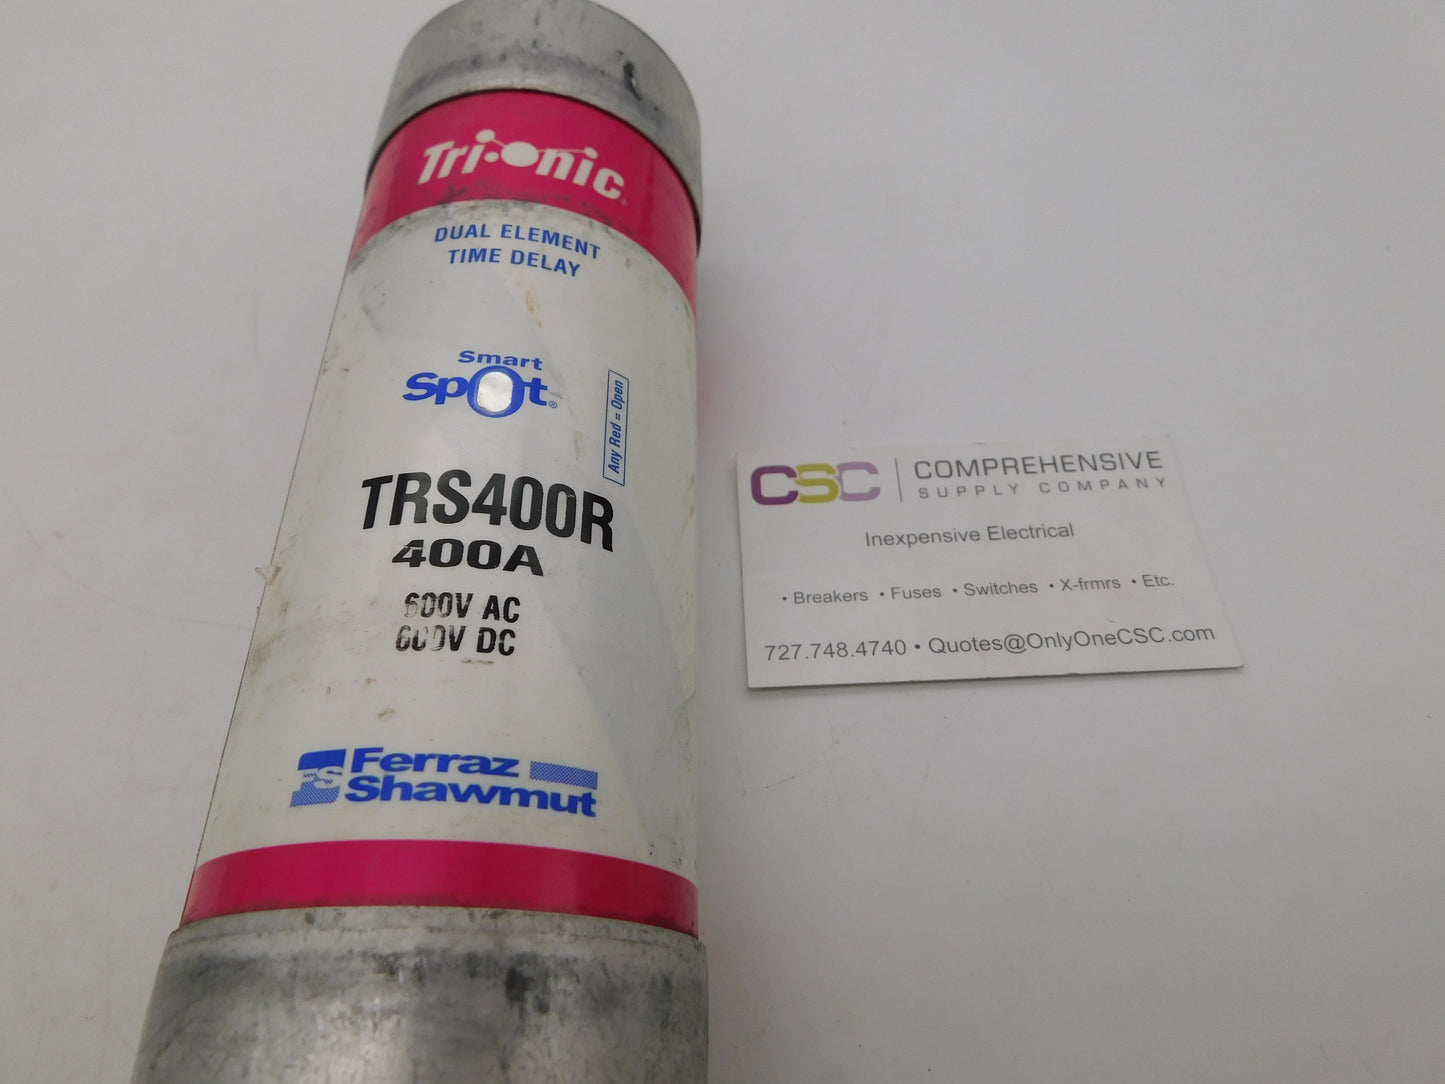 Tri-onic
DUAL ELEMENT
TIME DELAY
Smart
Spot®
Any Red = Open
TRS400R
400A
600V AC
600V DC
FS Ferraz
Shawmut
CSC | COMPREHENSIVE
SUPPLY COMPANY
Inexpensive Electrical
• Breakers • Fuses • Switches • X-frmrs • Etc.
727.748.4740 • Quotes@OnlyOneCSC.com